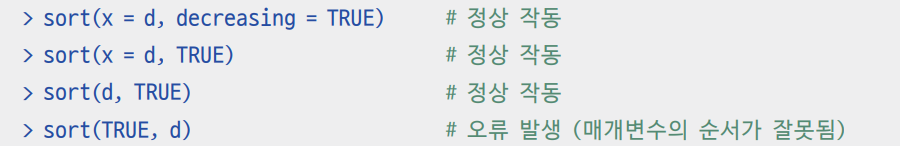 > sort(x = d, decreasing = TRUE) # 정상 작동
> sort(x = d, TRUE) # 정상 작동
> sort(d, TRUE) # 정상 작동
> sort(TRUE, d) # 오류 발생 (매개변수의 순서가 잘못됨)